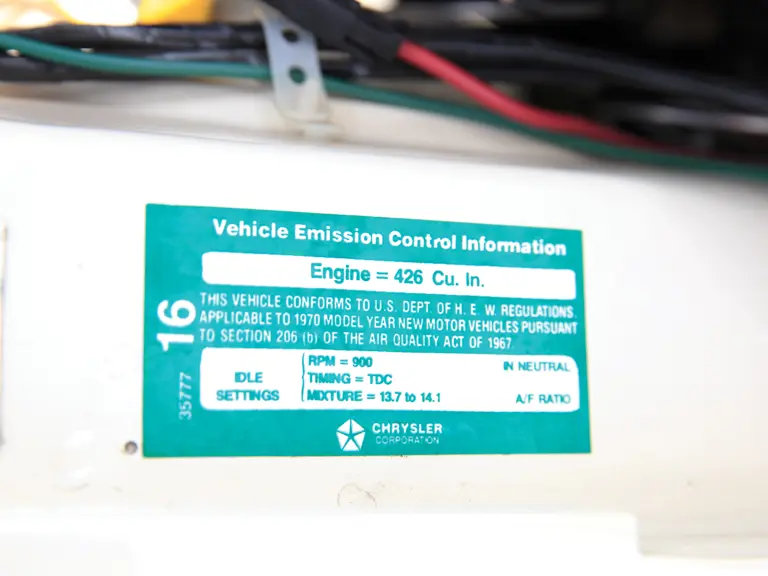 Vehicle Emission Control Information
Engine = 426 Cu. In.
THIS VEHICLE CONFORMS TO U.S. DEPT. OF H. E. W. REGULATIONS
APPLICABLE TO 1970 MODEL YEAR NEW MOTOR VEHICLES PURSUANT
TO SECTION 206 (b) OF THE AIR QUALITY ACT OF 1967
16
35777
IDLE
SETTINGS
RPM = 900 IN NEUTRAL
TIMING = TDC
MIXTURE = 13.7 to 14.1 A/F RATIO
CHRYSLER
CORPORATION